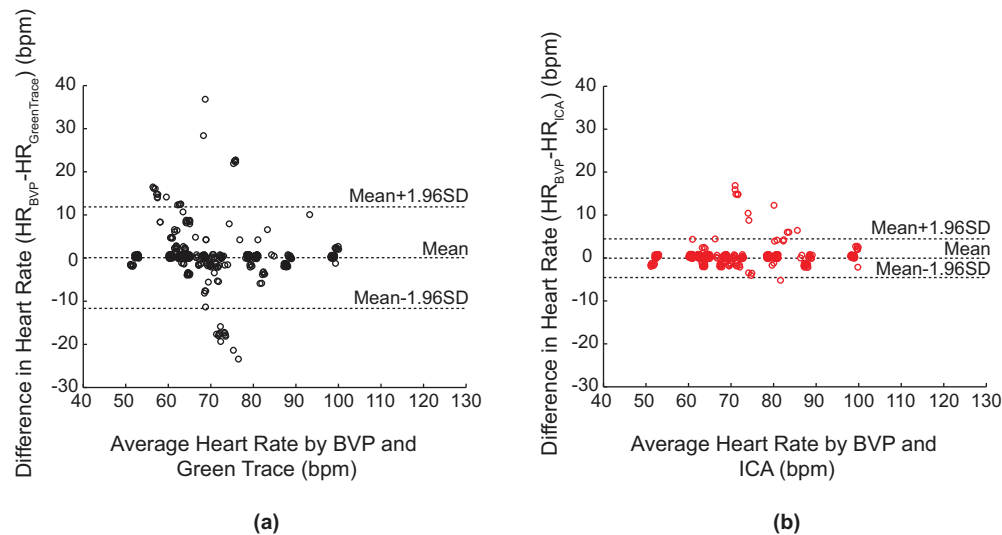 Difference in Heart Rate (HR_BVP-HR_GreenTrace) (bpm)
40
30
20
10
0
-10
-20
-30
Mean+1.96SD
Mean
Mean-1.96SD
40 50 60 70 80 90 100 110 120 130
Average Heart Rate by BVP and
Green Trace (bpm)
(a)
Difference in Heart Rate (HR_BVP-HR_ICA) (bpm)
40
30
20
10
0
-10
-20
-30
Mean+1.96SD
Mean
Mean-1.96SD
40 50 60 70 80 90 100 110 120 130
Average Heart Rate by BVP and
ICA (bpm)
(b)